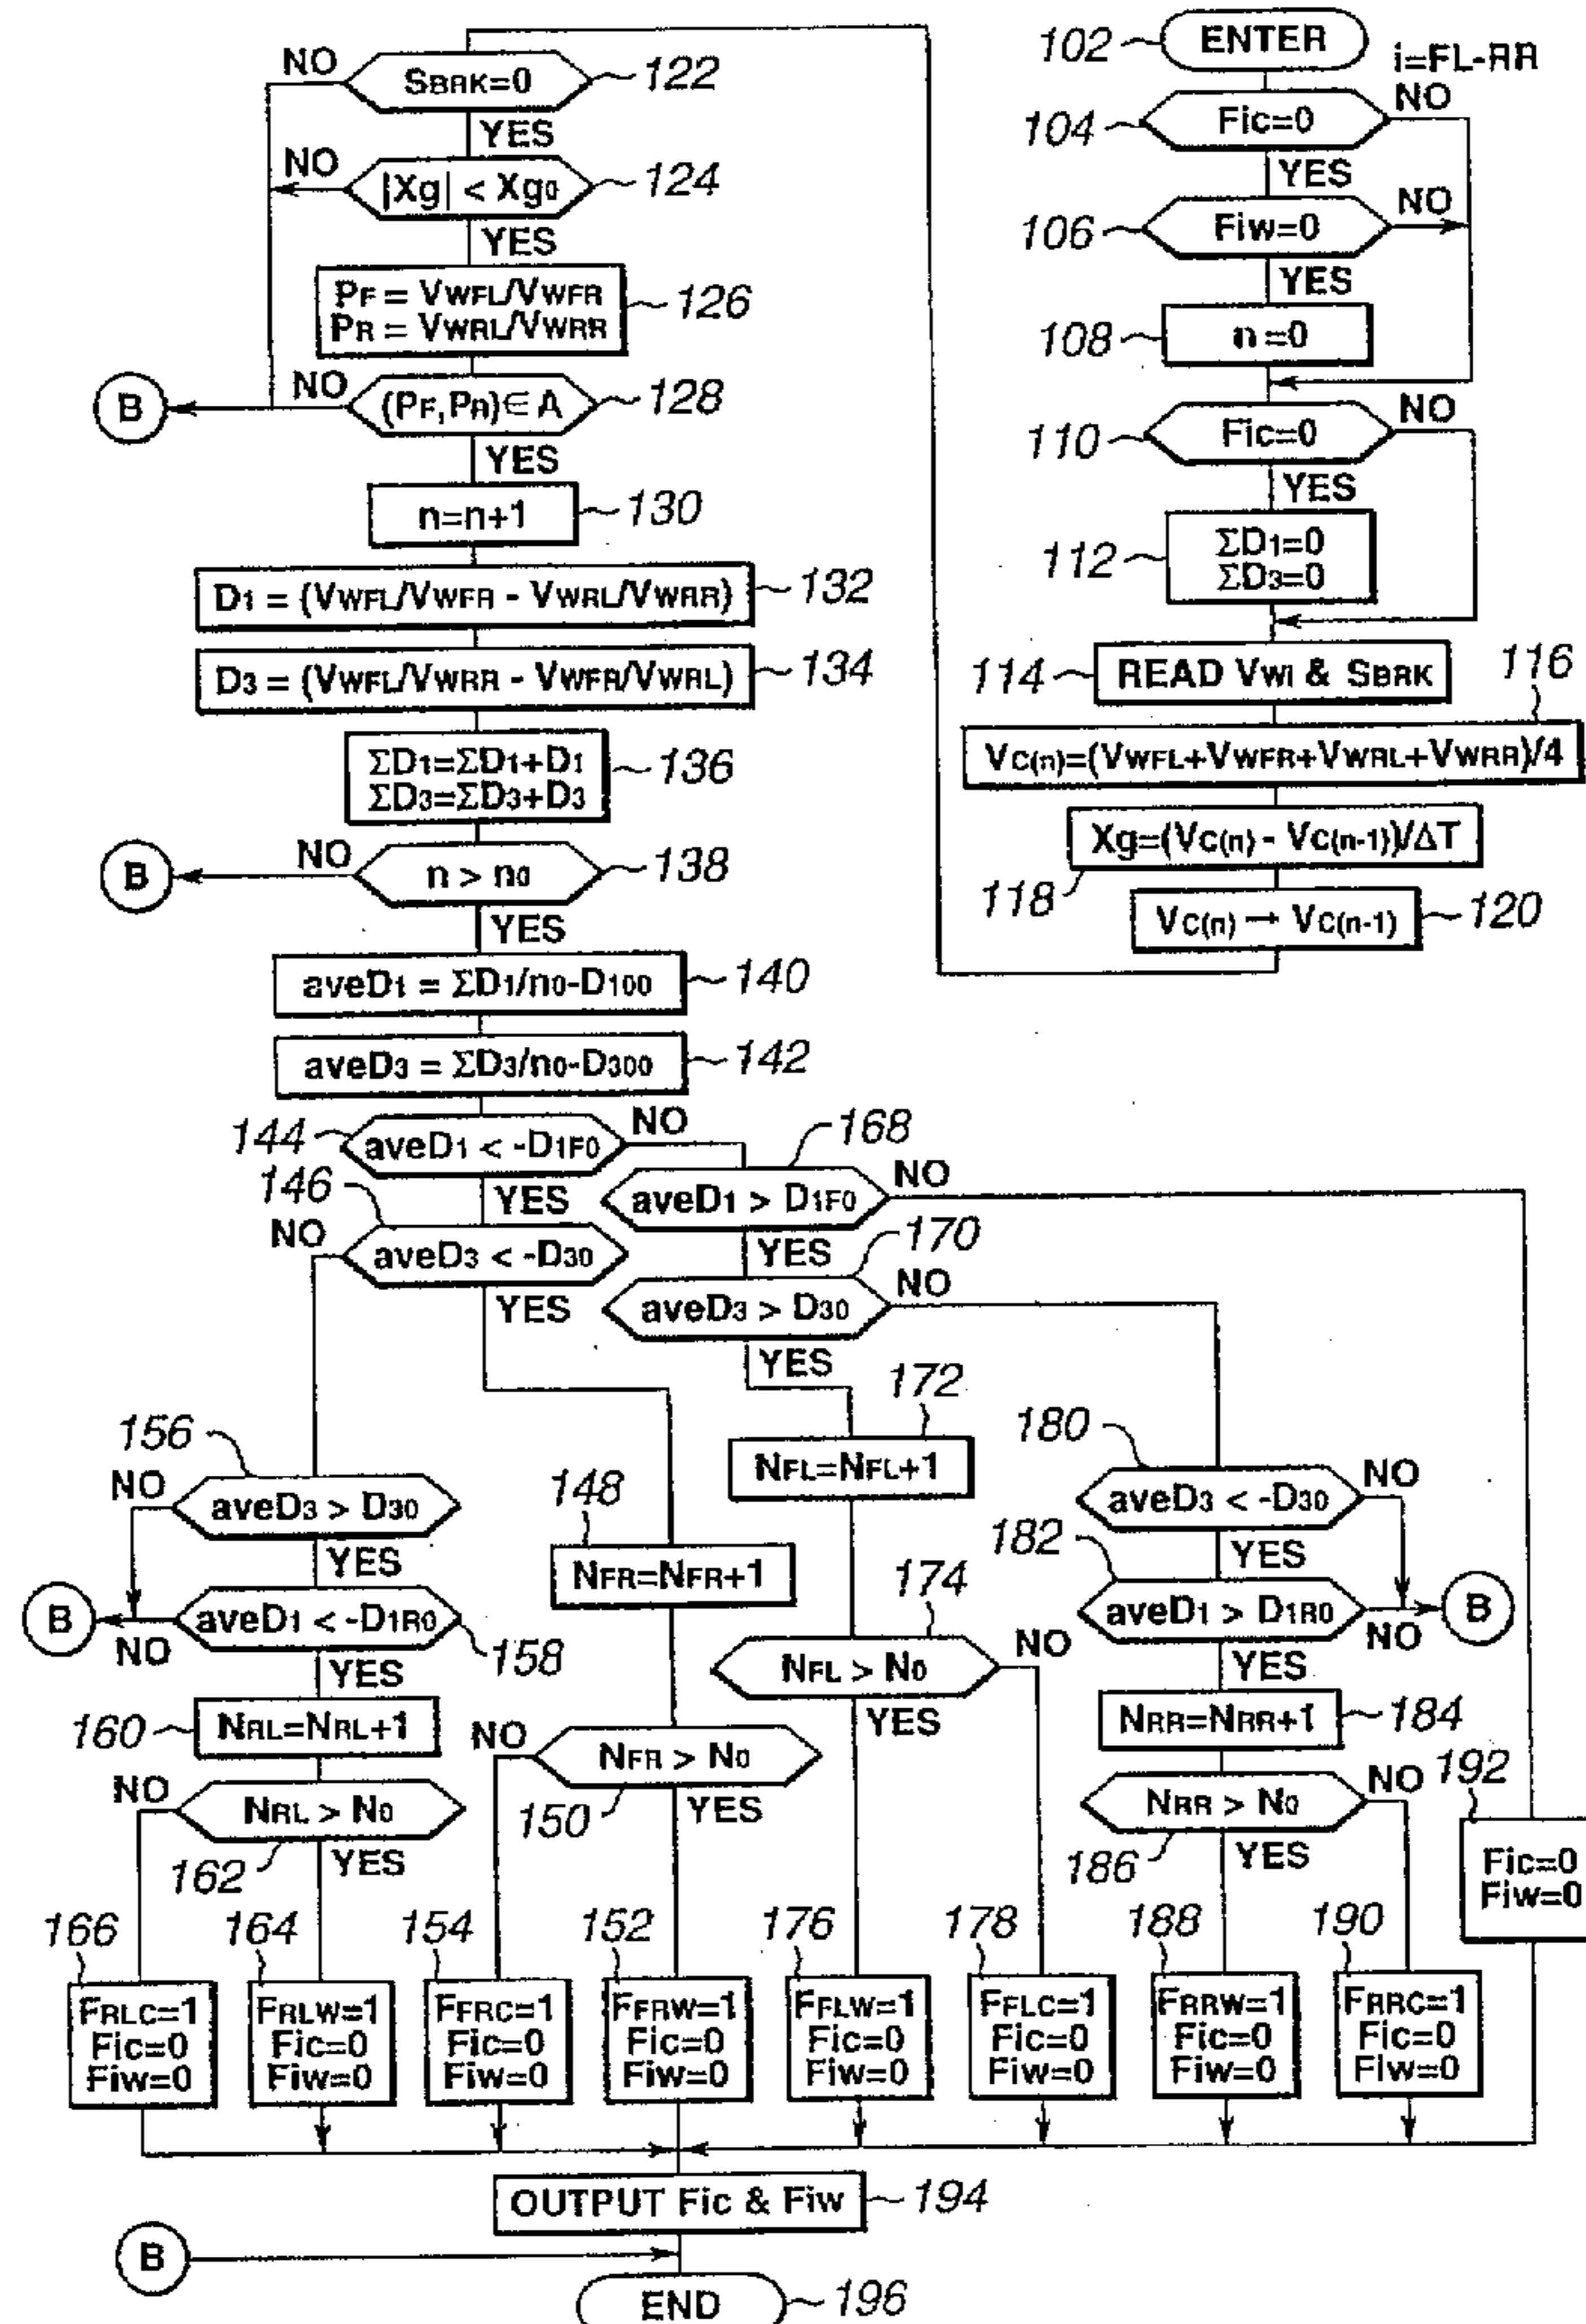 102 ENTER
i=FL-RR
104 Fic=0 NO
YES
106 Fiw=0 NO
YES
108 n =0
110 Fic=0 NO
YES
112 ΣD1=0
ΣD3=0
114 READ VWi & SBRK
116
VC(n)=(VWFL+VWFR+VWRL+VWRR)/4
Xg=(VC(n) - VC(n-1))/ΔT
118
VC(n) → VC(n-1) 120
NO SBRK=0 122
YES
NO |Xg| < Xg0 124
YES
PF = VWFL/VWFR
PR = VWRL/VWRR
126
B NO (PF,PR)∈A 128
YES
n=n+1 130
D1 = (VWFL/VWFR - VWRL/VWRR) 132
D3 = (VWFL/VWRR - VWFR/VWRL) 134
ΣD1=ΣD1+D1
ΣD3=ΣD3+D3
136
B NO n > n0 138
YES
aveD1 = ΣD1/n0-D100 140
aveD3 = ΣD3/n0-D300 142
144 aveD1 < -D1F0 NO
YES
168
aveD1 > D1F0 NO
YES
146
NO aveD3 < -D30
YES
170
aveD3 > D30 NO
YES
156
NO aveD3 > D30
YES
B aveD1 < -D1R0
NO 158
YES
160 NRL=NRL+1
NO NRL > N0
162 YES
148
NFR=NFR+1
NO NFR > N0
150 YES
172
NFL=NFL+1
174
NFL > N0 NO
YES
180
aveD3 < -D30 NO
YES
182
aveD1 > D1R0 B
NO
YES
NRR=NRR+1 184
NRR > N0 NO
186 YES
192
Fic=0
Fiw=0
166
FRLC=1
Fic=0
Fiw=0
164
FRLW=1
Fic=0
Fiw=0
154
FFRC=1
Fic=0
Fiw=0
152
FFRW=1
Fic=0
Fiw=0
176
FFLW=1
Fic=0
Fiw=0
178
FFLC=1
Fic=0
Fiw=0
188
FRRW=1
Fic=0
Fiw=0
190
FRRC=1
Fic=0
Fiw=0
OUTPUT Fic & Fiw 194
B
END 196